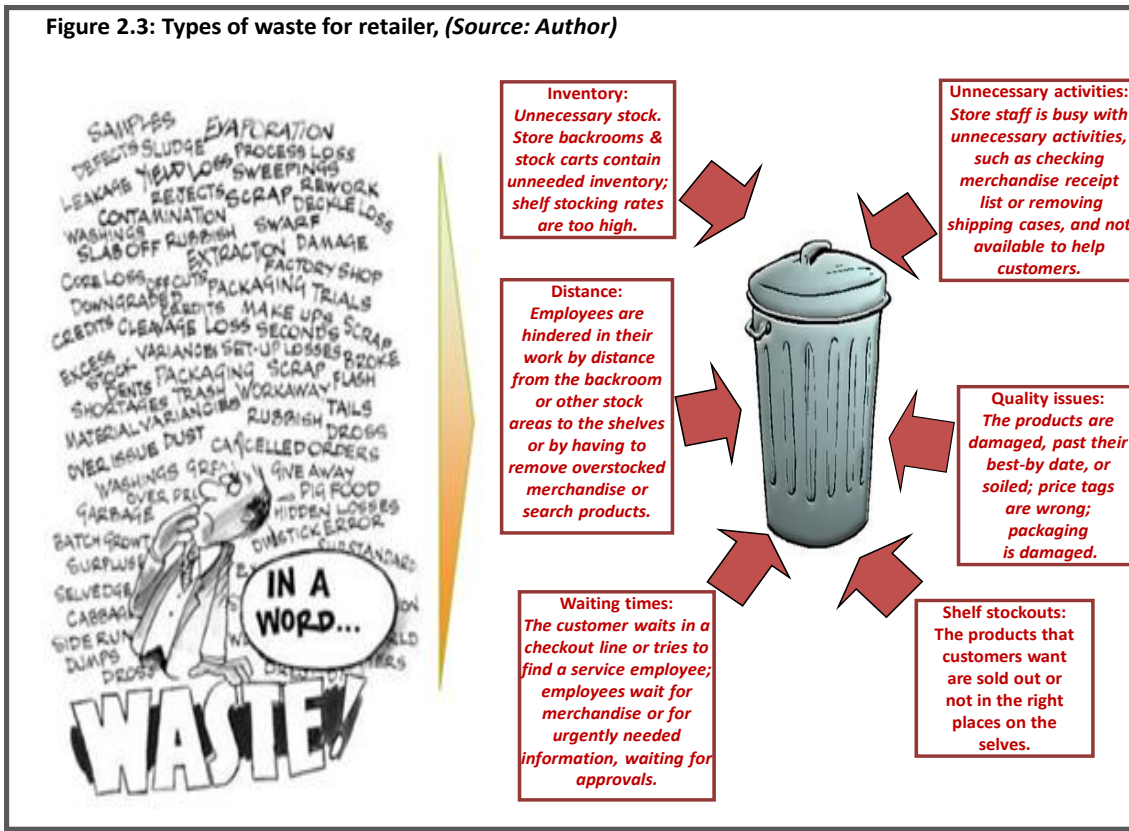 Figure 2.3: Types of waste for retailer, (Source: Author)
SAMPLES EVAPORATION
DEFECTS SLUDGE PROCESS LOSS
LEAKAGE YIELD LOSS SWEEPINGS
REJECTS SCRAP REWORK
CONTAMINATION DECKLE LOSS
WASHINGS SWARF
SLAB OFF RUBBISH DAMAGE
EXTRACTION FACTORY SHOP
CORE LOSS OFFCUTS PACKAGING TRIALS
DOWNGRADED CREDITS MAKE UPS
CREDITS CLEAVAGE LOSS SECONDS SCRAP
EXCESS STOCK VARIANCES SET-UP LOSSES BROKE
DENTS PACKAGING SCRAP FLASH
SHORTAGES TRASH WORKAWAY TAILS
MATERIAL VARIANCIES RUBBISH DROSS
OVER ISSUE DUST CANCELLED ORDERS
WASHINGS GIVE AWAY
OVER PIG FOOD
GARBAGE HIDDEN LOSSES
BATCH DIPSTICK ERROR
SELVEDGE
SIDE RUN
DUMPS
DROSS
IN A
WORD...
WASTE!
Inventory:
Unnecessary stock.
Store backrooms &
stock carts contain
unneeded inventory;
shelf stocking rates
are too high.
Distance:
Employees are
hindered in their
work by distance
from the backroom
or other stock
areas to the shelves
or by having to
remove overstocked
merchandise or
search products.
Waiting times:
The customer waits in a
checkout line or tries to
find a service employee;
employees wait for
merchandise or for
urgently needed
information, waiting for
approvals.
Unnecessary activities:
Store staff is busy with
unnecessary activities,
such as checking
merchandise receipt
list or removing
shipping cases, and not
available to help
customers.
Quality issues:
The products are
damaged, past their
best-by date, or
soiled; price tags
are wrong;
packaging
is damaged.
Shelf stockouts:
The products that
customers want
are sold out or
not in the right
places on the
selves.